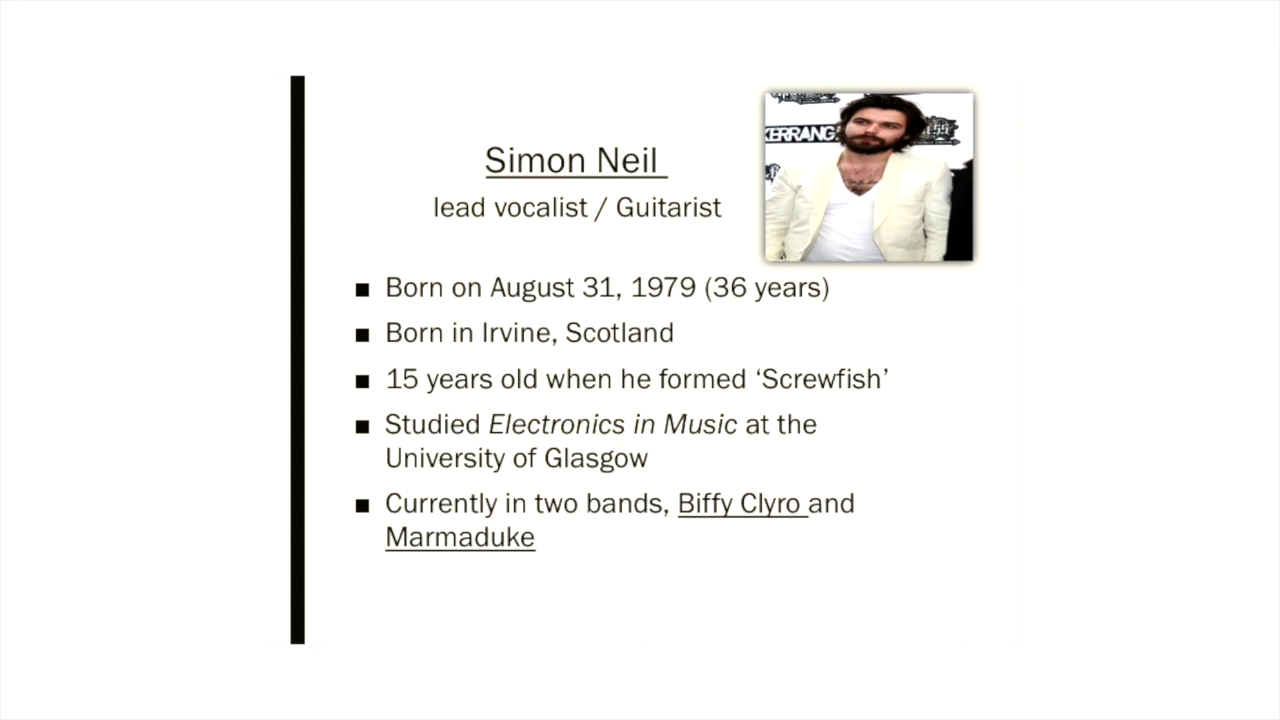 Simon Neil
lead vocalist / Guitarist
KERRANG
■ Born on August 31, 1979 (36 years)
■ Born in Irvine, Scotland
■ 15 years old when he formed ‘Screwfish’
■ Studied Electronics in Music at the
University of Glasgow
■ Currently in two bands, Biffy Clyro and
Marmaduke